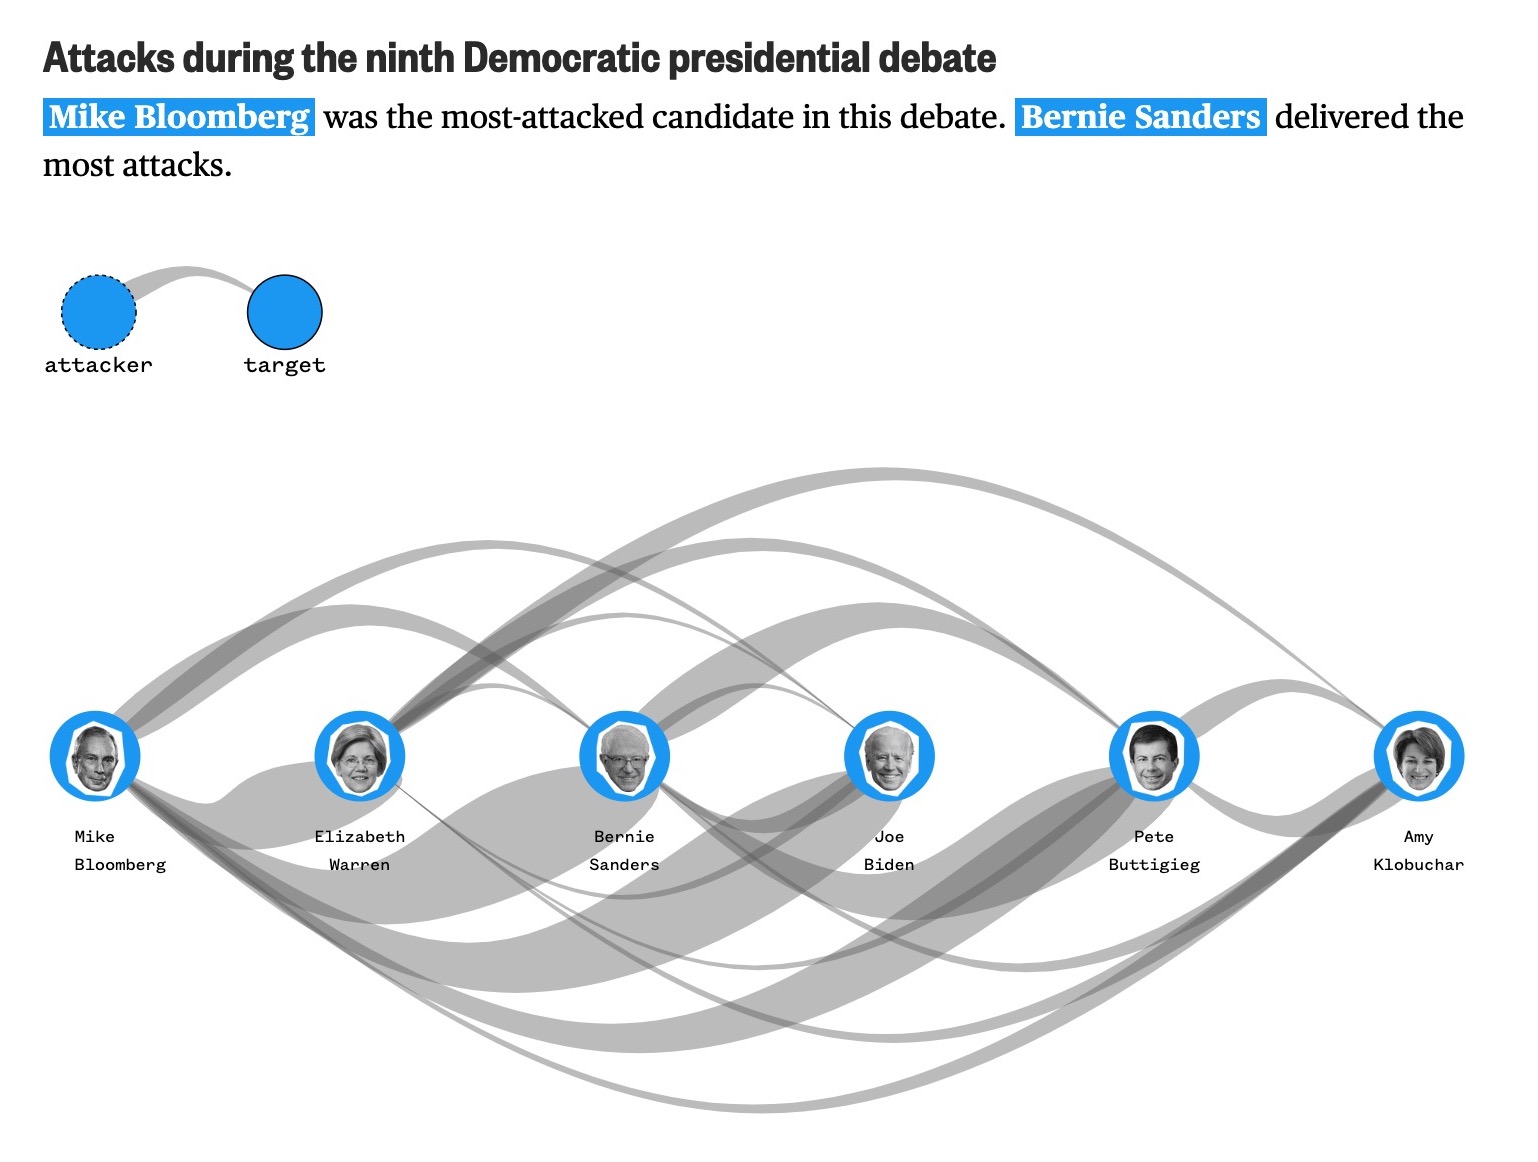 Attacks during the ninth Democratic presidential debate
Mike Bloomberg was the most-attacked candidate in this debate. Bernie Sanders delivered the
most attacks.
attacker
target
Mike
Bloomberg
Elizabeth
Warren
Bernie
Sanders
Joe
Biden
Pete
Buttigieg
Amy
Klobuchar